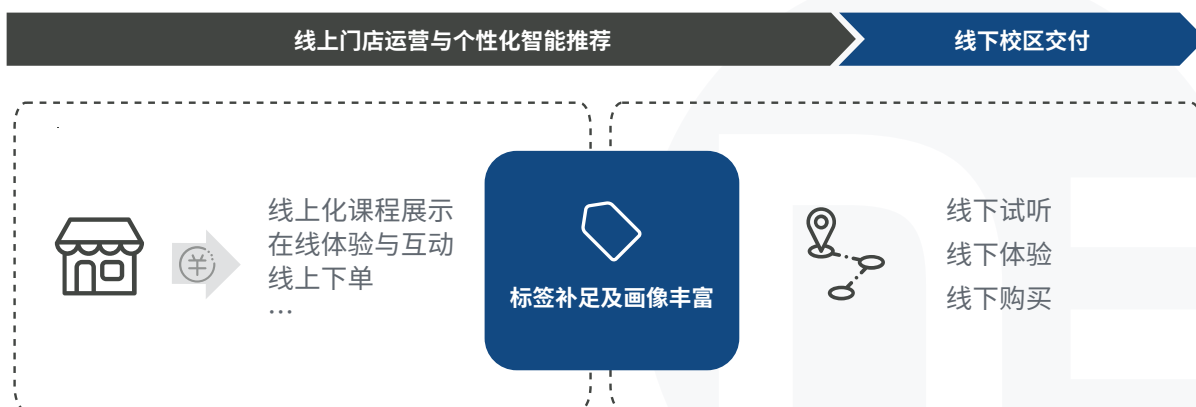 线上门店运营与个性化智能推荐
线下校区交付
线上化课程展示
在线体验与互动
线上下单
…
标签补足及画像丰富
线下试听
线下体验
线下购买